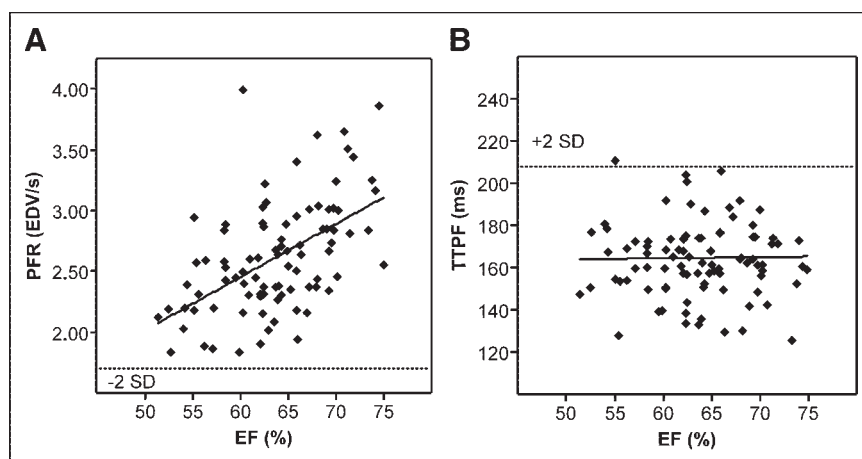 A
PFR (EDV/s)
4.00
3.50
3.00
2.50
2.00
-2 SD
50 55 60 65 70 75
EF (%)
B
TTPF (ms)
240
220
+2 SD
200
180
160
140
120
50 55 60 65 70 75
EF (%)